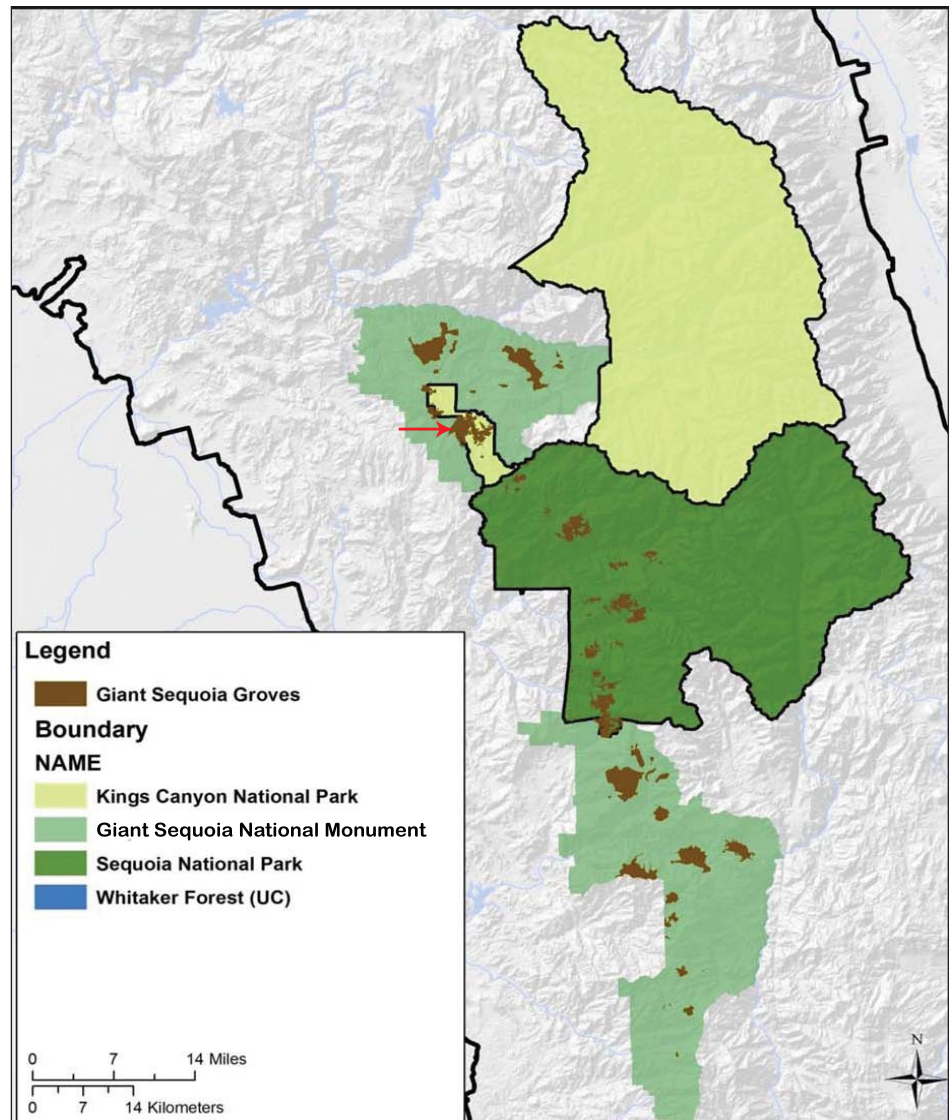 Legend
Giant Sequoia Groves
Boundary
NAME
Kings Canyon National Park
Giant Sequoia National Monument
Sequoia National Park
Whitaker Forest (UC)
0 7 14 Miles
0 7 14 Kilometers
N